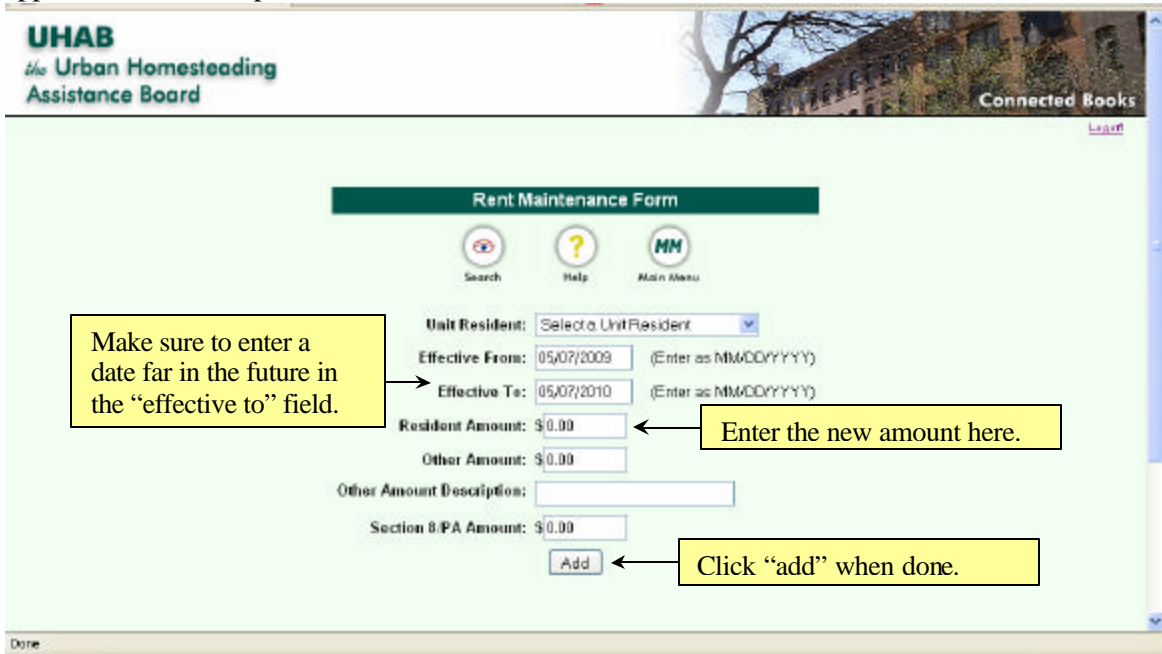 UHAB
the Urban Homesteading
Assistance Board
Connected Books
Logoff
Rent Maintenance Form
MM
Search
Help
Main Menu
Unit Resident: Select a Unit Resident
Make sure to enter a
date far in the future in
the “effective to” field.
Effective From: 05/07/2009 (Enter as MM/DD/YYYY)
Effective To: 05/07/2010 (Enter as MM/DD/YYYY)
Resident Amount: $ 0.00
Enter the new amount here.
Other Amount: $ 0.00
Other Amount Description:
Section 8/PA Amount: $ 0.00
Add
Click “add” when done.
Done